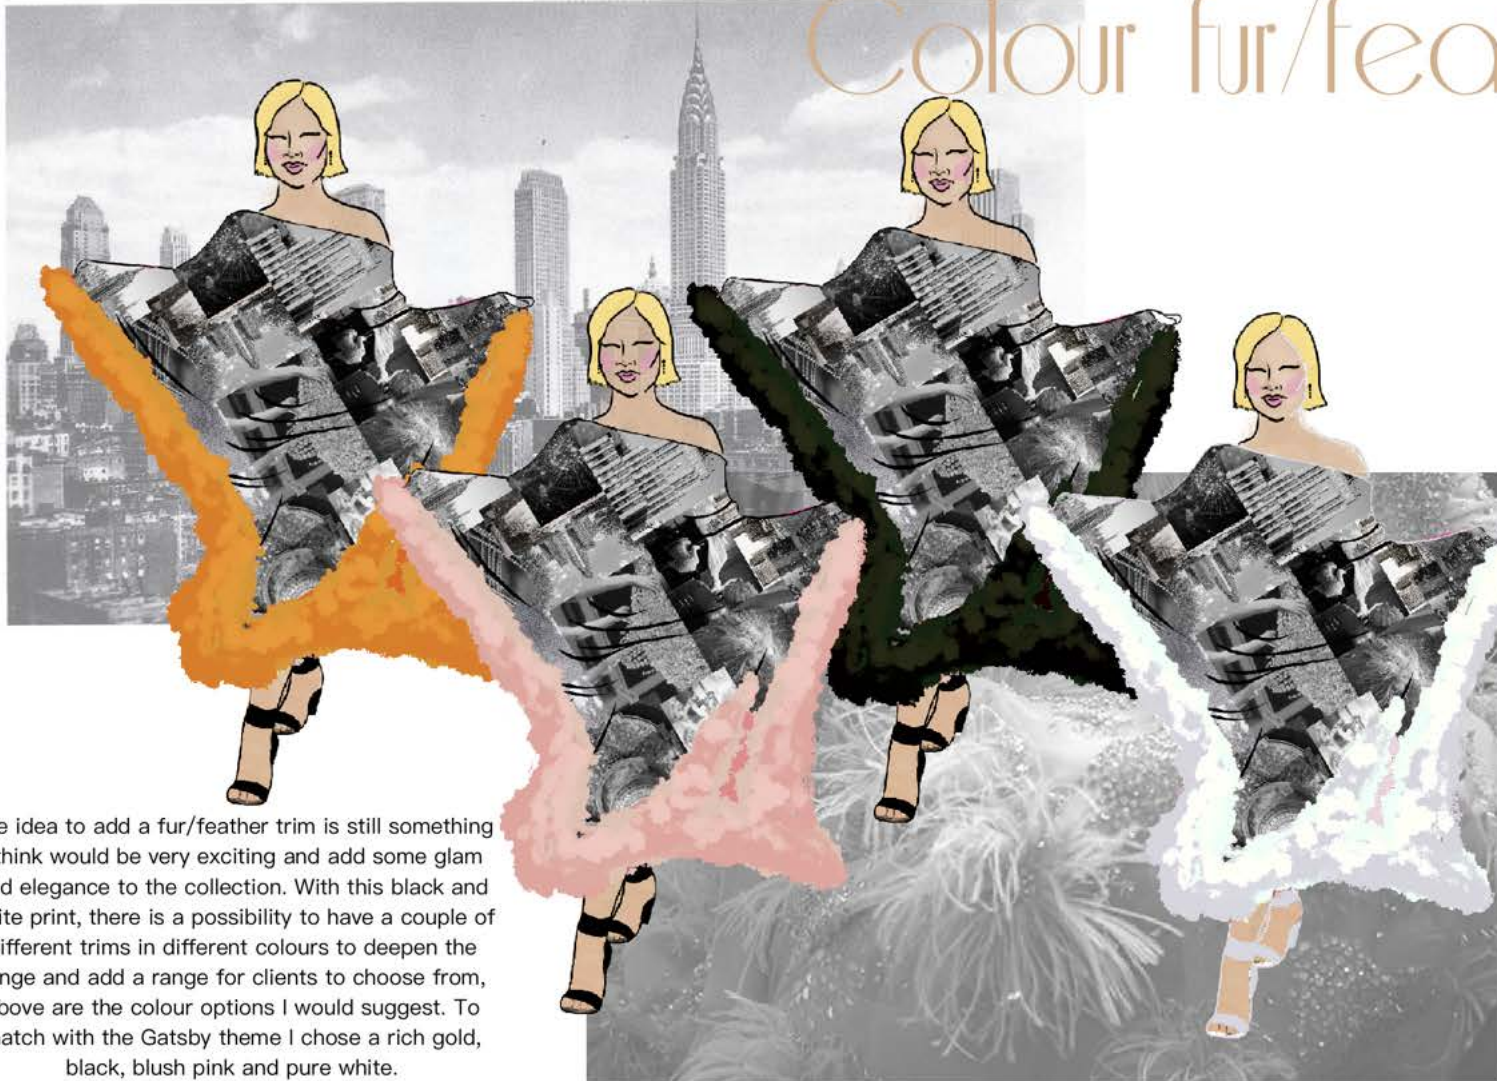 Colour fur/fea
e idea to add a fur/feather trim is still something
think would be very exciting and add some glam
d elegance to the collection. With this black and
ite print, there is a possibility to have a couple of
ifferent trims in different colours to deepen the
nge and add a range for clients to choose from,
bove are the colour options I would suggest. To
atch with the Gatsby theme I chose a rich gold,
black, blush pink and pure white.